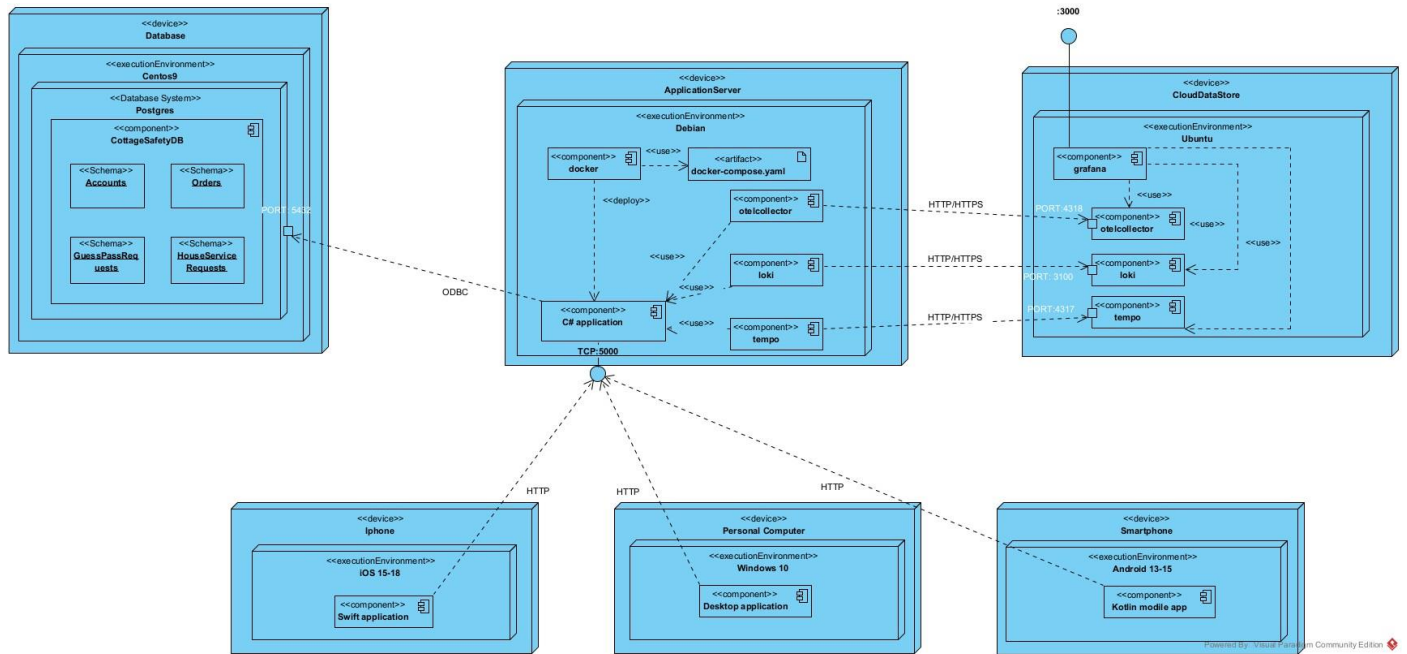 :3000
<<device>>
Database
<<executionEnvironment>>
Centos9
<<Database System>>
Postgres
<<component>>
CottageSafetyDB
<<Schema>>
Accounts
<<Schema>>
Orders
<<Schema>>
GuessPassReq
uests
<<Schema>>
HouseService
Requests
PORT: 5432
ODBC
<<device>>
ApplicationServer
<<executionEnvironment>>
Debian
<<component>>
docker
<<use>>
<<artifact>>
docker-compose.yaml
<<deploy>>
<<component>>
otelcollector
<<use>>
<<component>>
loki
<<use>>
<<component>>
C# application
<<use>>
<<component>>
tempo
TCP:5000
HTTP/HTTPS
HTTP/HTTPS
HTTP/HTTPS
<<device>>
CloudDataStore
<<executionEnvironment>>
Ubuntu
<<component>>
grafana
<<use>>
PORT:4318
<<component>>
otelcollector
<<use>>
<<use>>
PORT: 3100
<<component>>
loki
PORT:4317
<<component>>
tempo
HTTP
HTTP
HTTP
<<device>>
Iphone
<<executionEnvironment>>
iOS 15-18
<<component>>
Swift application
<<device>>
Personal Computer
<<executionEnvironment>>
Windows 10
<<component>>
Desktop application
<<device>>
Smartphone
<<executionEnvironment>>
Android 13-15
<<component>>
Kotlin modile app
Powered By: Visual Paradigm Community Edition